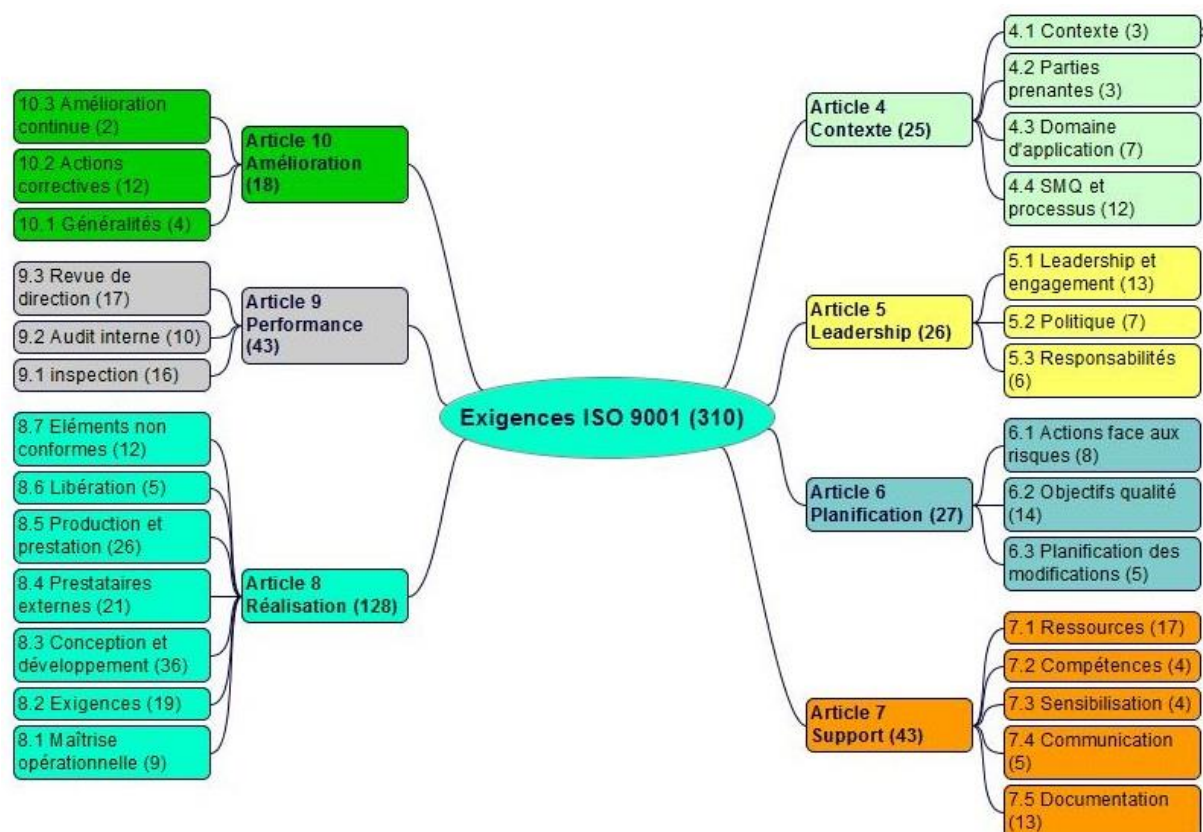 Exigences ISO 9001 (310)
Article 4
Contexte (25)
4.1 Contexte (3)
4.2 Parties
prenantes (3)
4.3 Domaine
d'application (7)
4.4 SMQ et
processus (12)
Article 5
Leadership (26)
5.1 Leadership et
engagement (13)
5.2 Politique (7)
5.3 Responsabilités
(6)
Article 6
Planification (27)
6.1 Actions face aux
risques (8)
6.2 Objectifs qualité
(14)
6.3 Planification des
modifications (5)
Article 7
Support (43)
7.1 Ressources (17)
7.2 Compétences (4)
7.3 Sensibilisation (4)
7.4 Communication
(5)
7.5 Documentation
(13)
Article 10
Amélioration
(18)
10.3 Amélioration
continue (2)
10.2 Actions
correctives (12)
10.1 Généralités (4)
Article 9
Performance
(43)
9.3 Revue de
direction (17)
9.2 Audit interne (10)
9.1 inspection (16)
Article 8
Réalisation (128)
8.7 Eléments non
conformes (12)
8.6 Libération (5)
8.5 Production et
prestation (26)
8.4 Prestataires
externes (21)
8.3 Conception et
développement (36)
8.2 Exigences (19)
8.1 Maîtrise
opérationnelle (9)